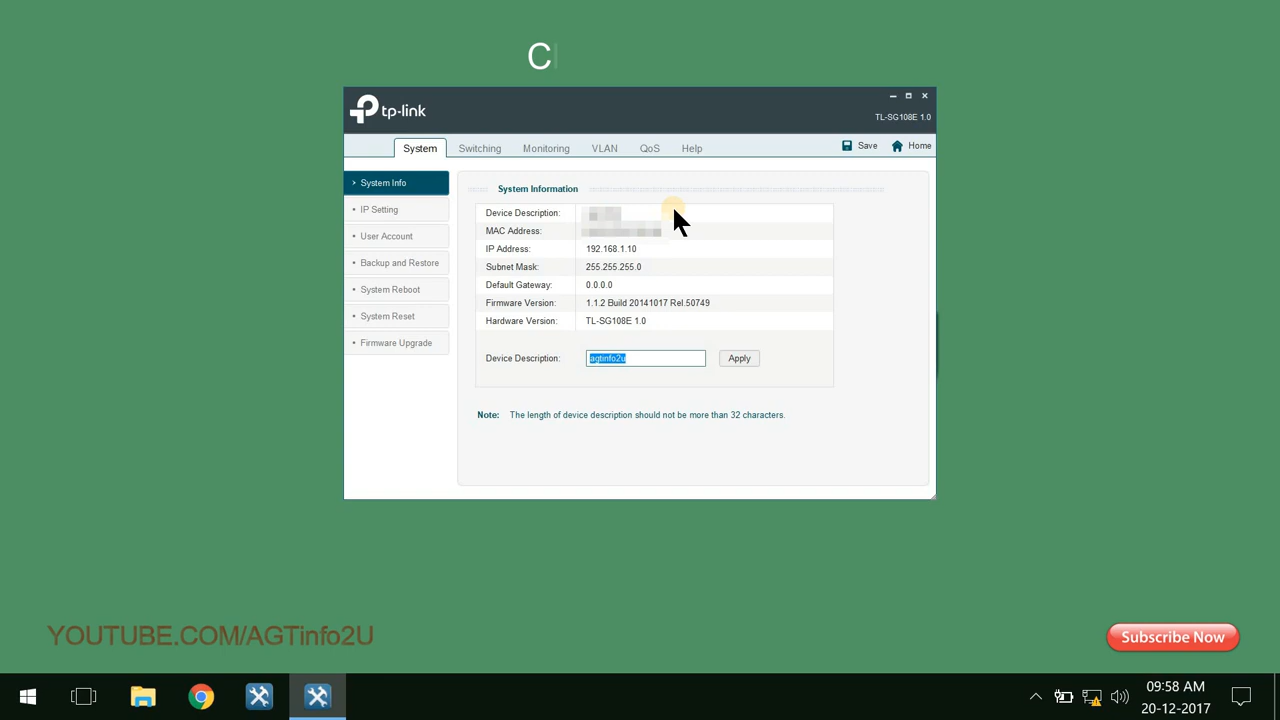 C
tp-link
TL-SG108E 1.0
System Switching Monitoring VLAN QoS Help Save Home
System Info
IP Setting
User Account
Backup and Restore
System Reboot
System Reset
Firmware Upgrade
System Information
Device Description:
MAC Address:
IP Address: 192.168.1.10
Subnet Mask: 255.255.255.0
Default Gateway: 0.0.0.0
Firmware Version: 1.1.2 Build 20141017 Rel.50749
Hardware Version: TL-SG108E 1.0
Device Description: agtinfo2u Apply
Note: The length of device description should not be more than 32 characters.
YOUTUBE.COM/AGTinfo2U
Subscribe Now
09:58 AM
20-12-2017